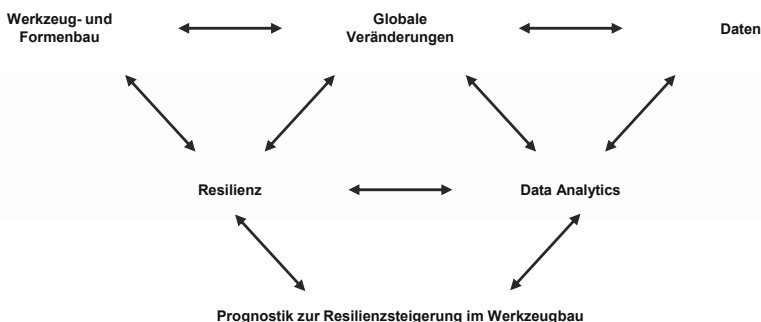 Werkzeug- und
Formenbau
Globale
Veränderungen
Daten
Resilienz
Data Analytics
Prognostik zur Resilienzsteigerung im Werkzeugbau